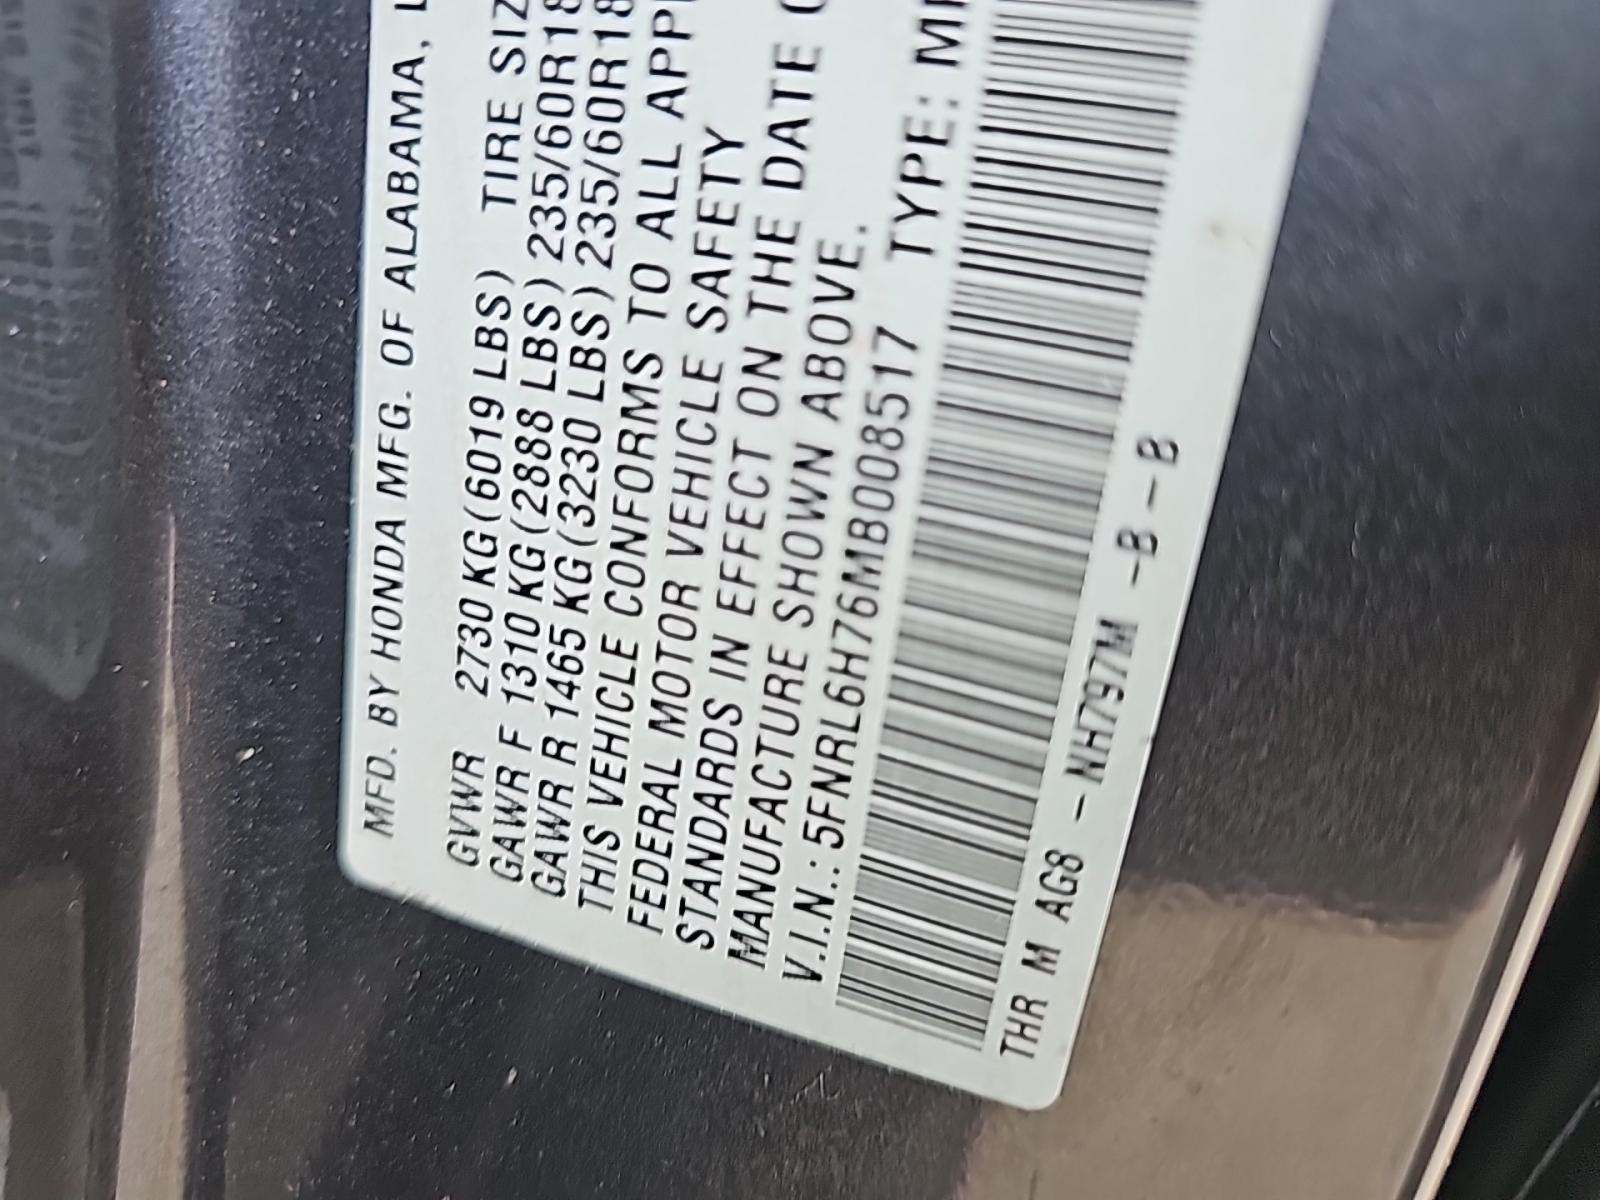 MFD. BY HONDA MFG. OF ALABAMA,
GVWR 2730 KG(6019 LBS) TIRE SIZ
GAWR F 1310 KG(2888 LBS) 235/60R18
GAWR R 1465 KG(3230 LBS) 235/60R18
THIS VEHICLE CONFORMS TO ALL APP
FEDERAL MOTOR VEHICLE SAFETY
STANDARDS IN EFFECT ON THE DATE
MANUFACTURE SHOWN ABOVE.
V.I.N.: 5FNRL6H76MB008517 TYPE:
THR M AG8 - NH797M - B - B